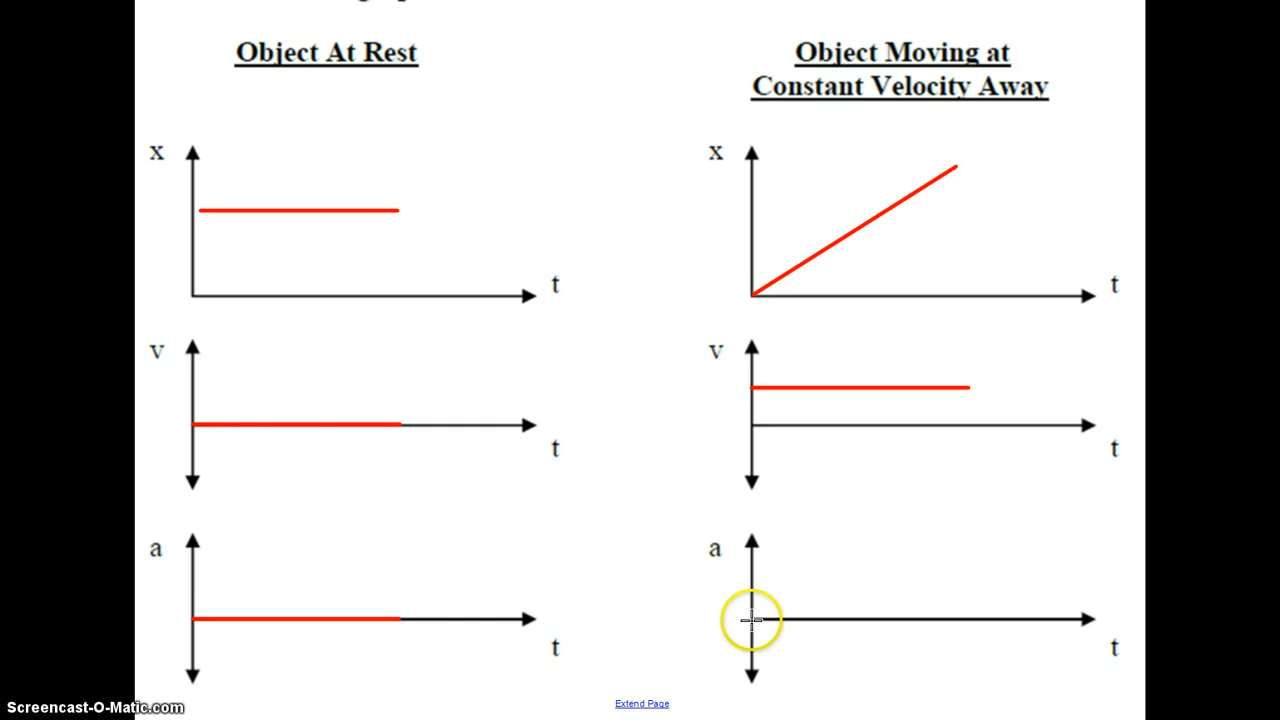 Object At Rest
Object Moving at
Constant Velocity Away
x
t
x
t
v
t
v
t
a
t
a
t
Extend Page
Screencast-O-Matic.com